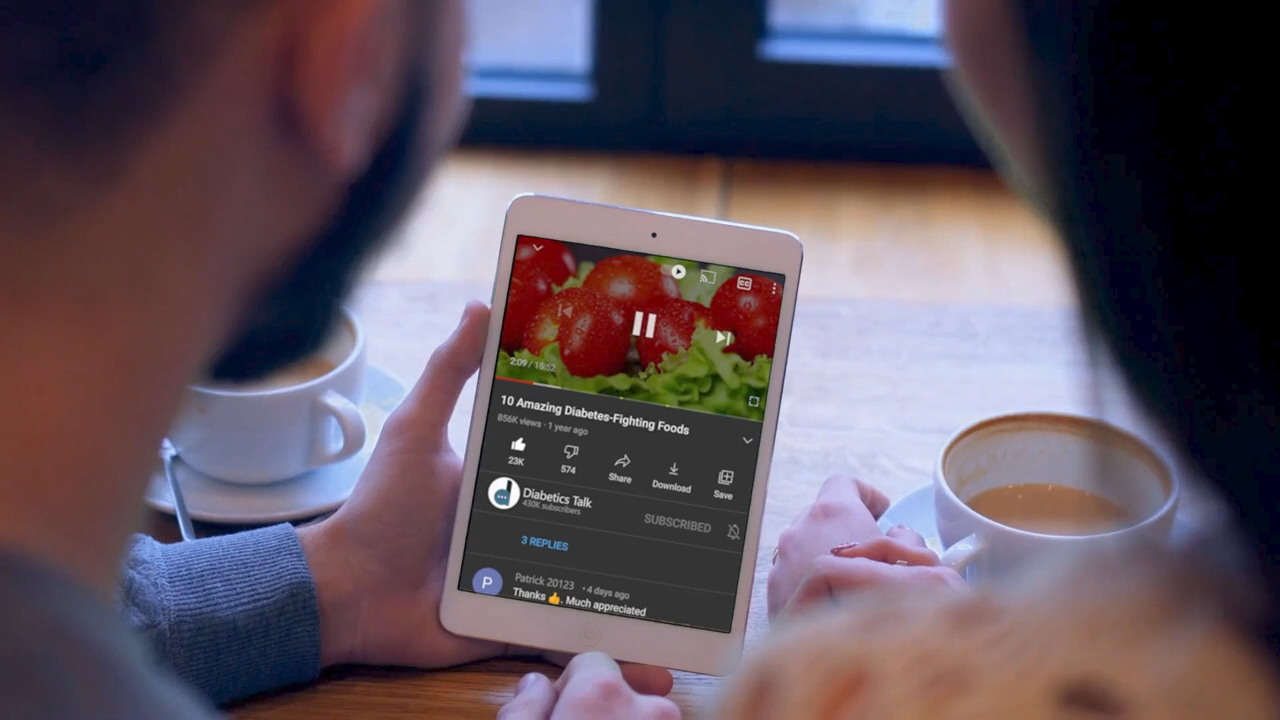 CC
2:09 / 15:52
10 Amazing Diabetes-Fighting Foods
856K views · 1 year ago
23K
574
Share
Download
Save
Diabetics Talk
430K subscribers
SUBSCRIBED
3 REPLIES
P
Patrick 20123 • 4 days ago
Thanks 👍. Much appreciated